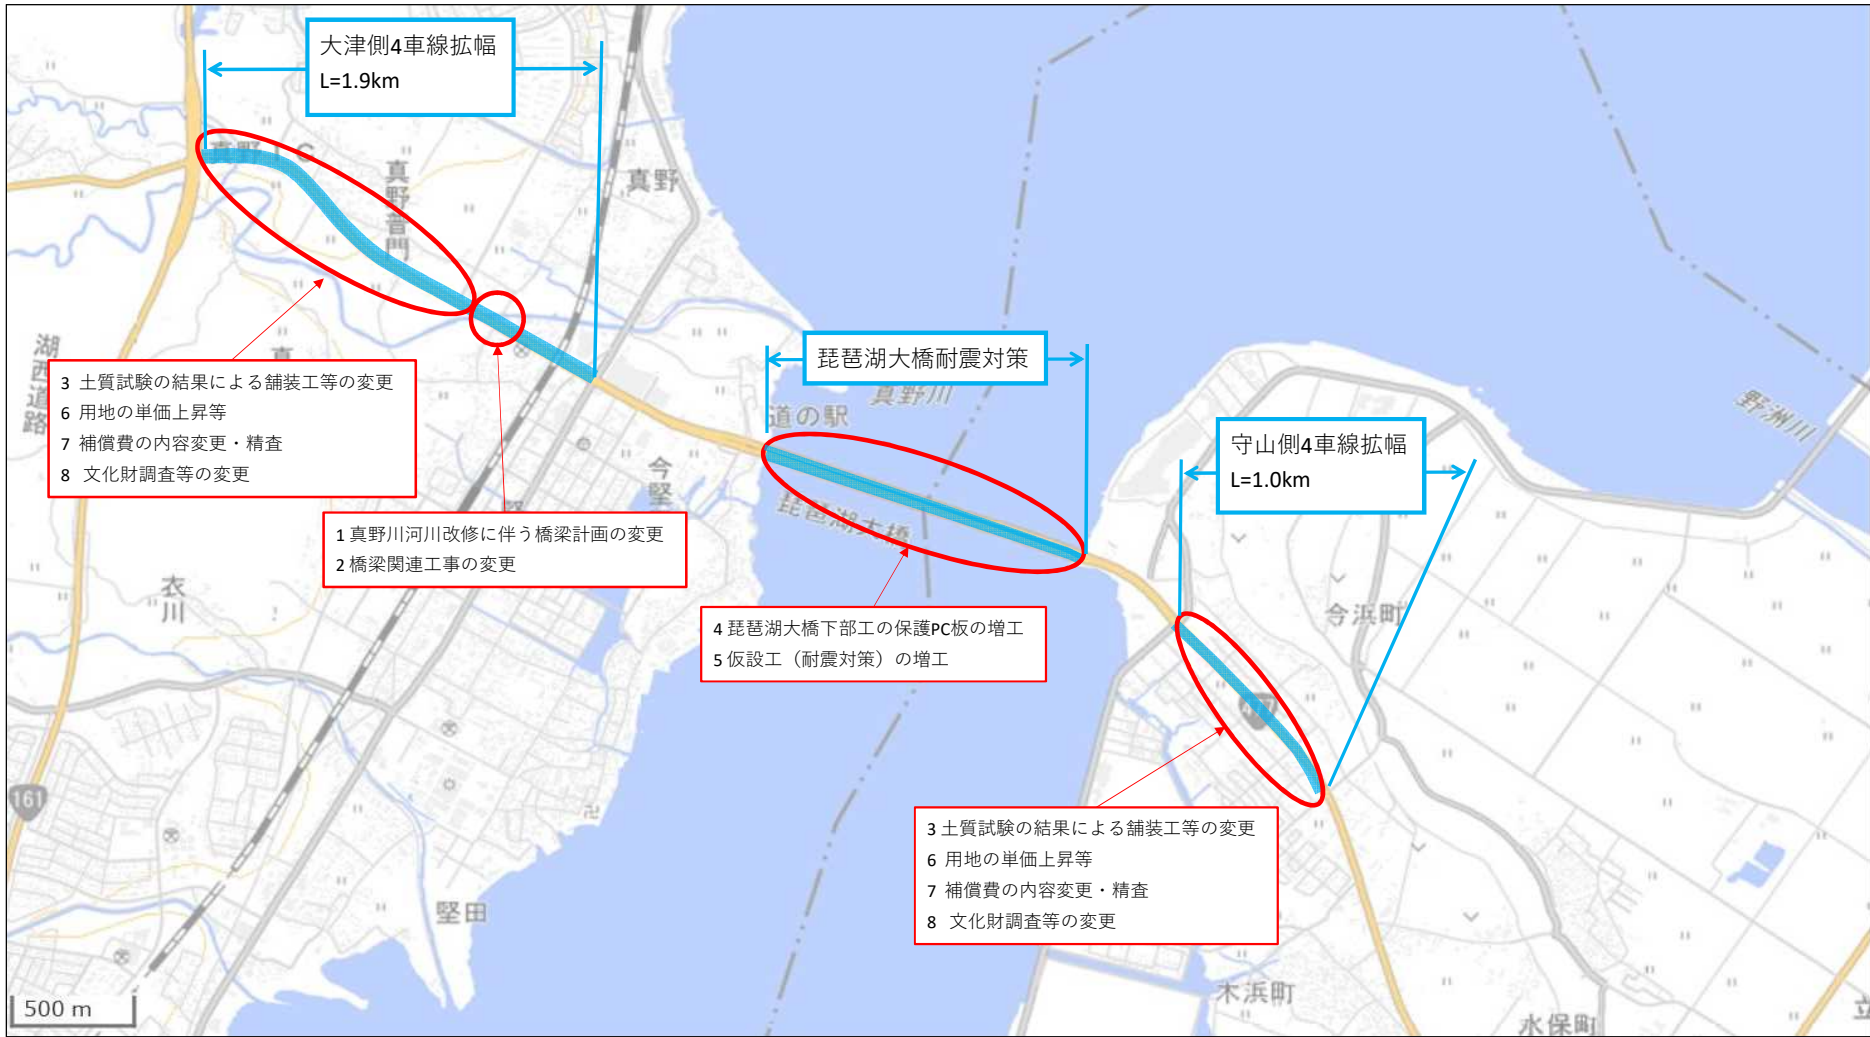 大津側4車線拡幅
L=1.9km
真野IC
真野普門
真野
湖西道路
3 土質試験の結果による舗装工等の変更
6 用地の単価上昇等
7 補償費の内容変更・精査
8 文化財調査等の変更
1 真野川河川改修に伴う橋梁計画の変更
2 橋梁関連工事の変更
琵琶湖大橋耐震対策
真野川
道の駅
琵琶湖大橋
今堅
野洲川
守山側4車線拡幅
L=1.0km
今浜町
衣川
4 琵琶湖大橋下部工の保護PC板の増工
5 仮設工（耐震対策）の増工
161
堅田
3 土質試験の結果による舗装工等の変更
6 用地の単価上昇等
7 補償費の内容変更・精査
8 文化財調査等の変更
木浜町
水保町
立
500 m